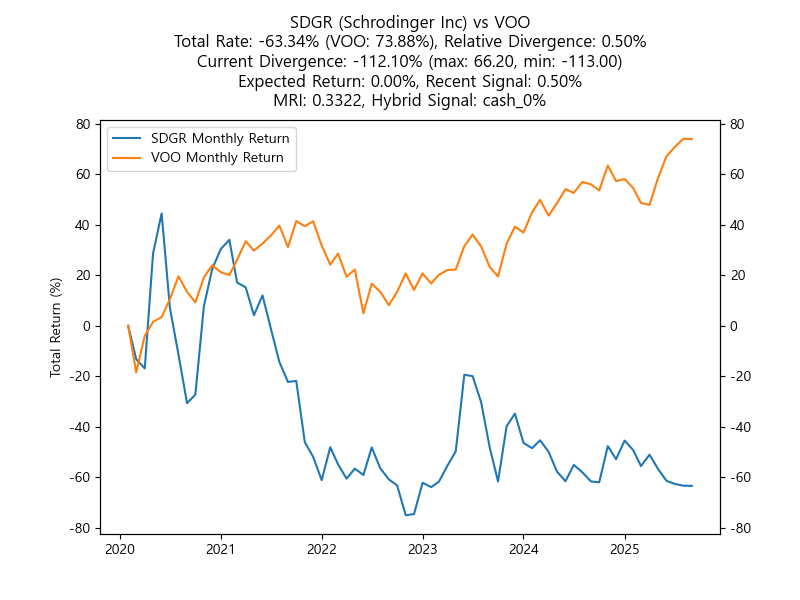 SDGR (Schrodinger Inc) vs VOO
Total Rate: -63.34% (VOO: 73.88%), Relative Divergence: 0.50%
Current Divergence: -112.10% (max: 66.20, min: -113.00)
Expected Return: 0.00%, Recent Signal: 0.50%
MRI: 0.3322, Hybrid Signal: cash_0%
SDGR Monthly Return
VOO Monthly Return
Total Return (%)
80
60
40
20
0
-20
-40
-60
-80
80
60
40
20
0
-20
-40
-60
-80
2020 2021 2022 2023 2024 2025